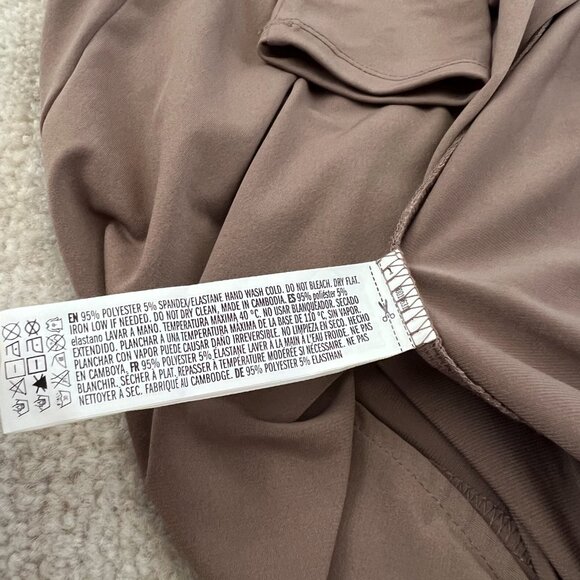 EN 95% POLYESTER 5% SPANDEX/ELASTANE HAND WASH COLD. DO NOT BLEACH. DRY FLAT.
IRON LOW IF NEEDED. DO NOT DRY CLEAN, MADE IN CAMBODIA. ES 95% poliéster 5%
elastano LAVAR A MANO. TEMPERATURA MÁXIMA 40 °C. NO USAR BLANQUEADOR. SECADO
EXTENDIDO. PLANCHAR A UNA TEMPERATURA MÁXIMA DE LA BASE DE 110 °C, SIN VAPOR.
PLANCHAR CON VAPOR PUEDE CAUSAR DAÑO IRREVERSIBLE. NO LIMPIEZA EN SECO. HECHO
EN CAMBOYA, FR 95% POLYESTER 5% ELASTANE LAVER À LA MAIN À L'EAU FROIDE. NE PAS
BLANCHIR. SÉCHER À PLAT, REPASSER À TEMPÉRATURE MODÉRÉE SI NÉCESSAIRE. NE PAS
NETTOYER A SEC. FABRIQUÉ AU CAMBODGE, DE 95% POLYESTER 5% ELASTHAN